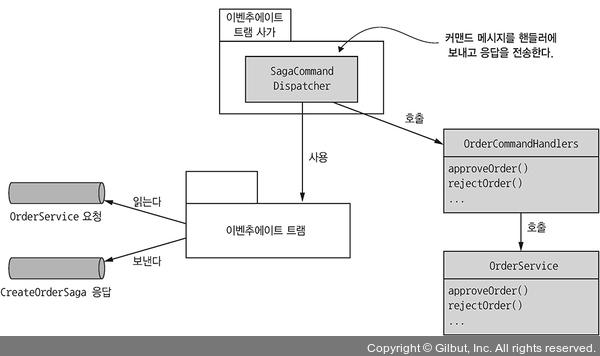 이벤추에이트
트램 사가
커맨드 메시지를 핸들러에
보내고 응답을 전송한다.
SagaCommand
Dispatcher
호출
사용
OrderCommandHandlers
approveOrder()
rejectOrder()
...
읽는다
OrderService 요청
이벤추에이트 트램
호출
보낸다
CreateOrderSaga 응답
OrderService
approveOrder()
rejectOrder()
...
Copyright © Gilbut, Inc. All rights reserved.